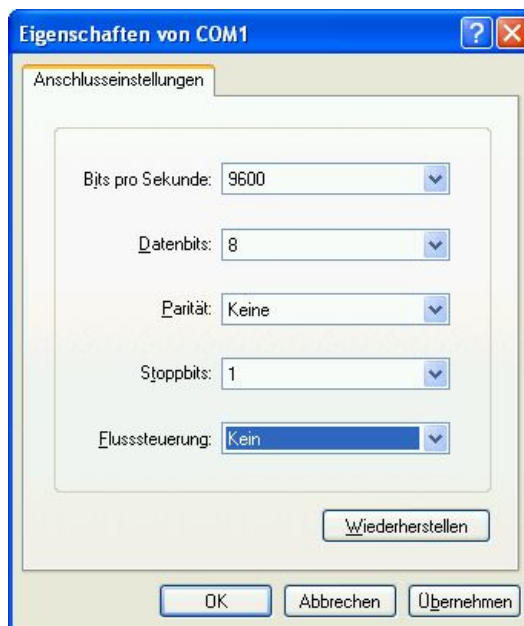 Eigenschaften von COM1
Anschlusseinstellungen
Bits pro Sekunde: 9600
Datenbits: 8
Parität: Keine
Stoppbits: 1
Flusssteuerung: Kein
Wiederherstellen
OK Abbrechen Übernehmen